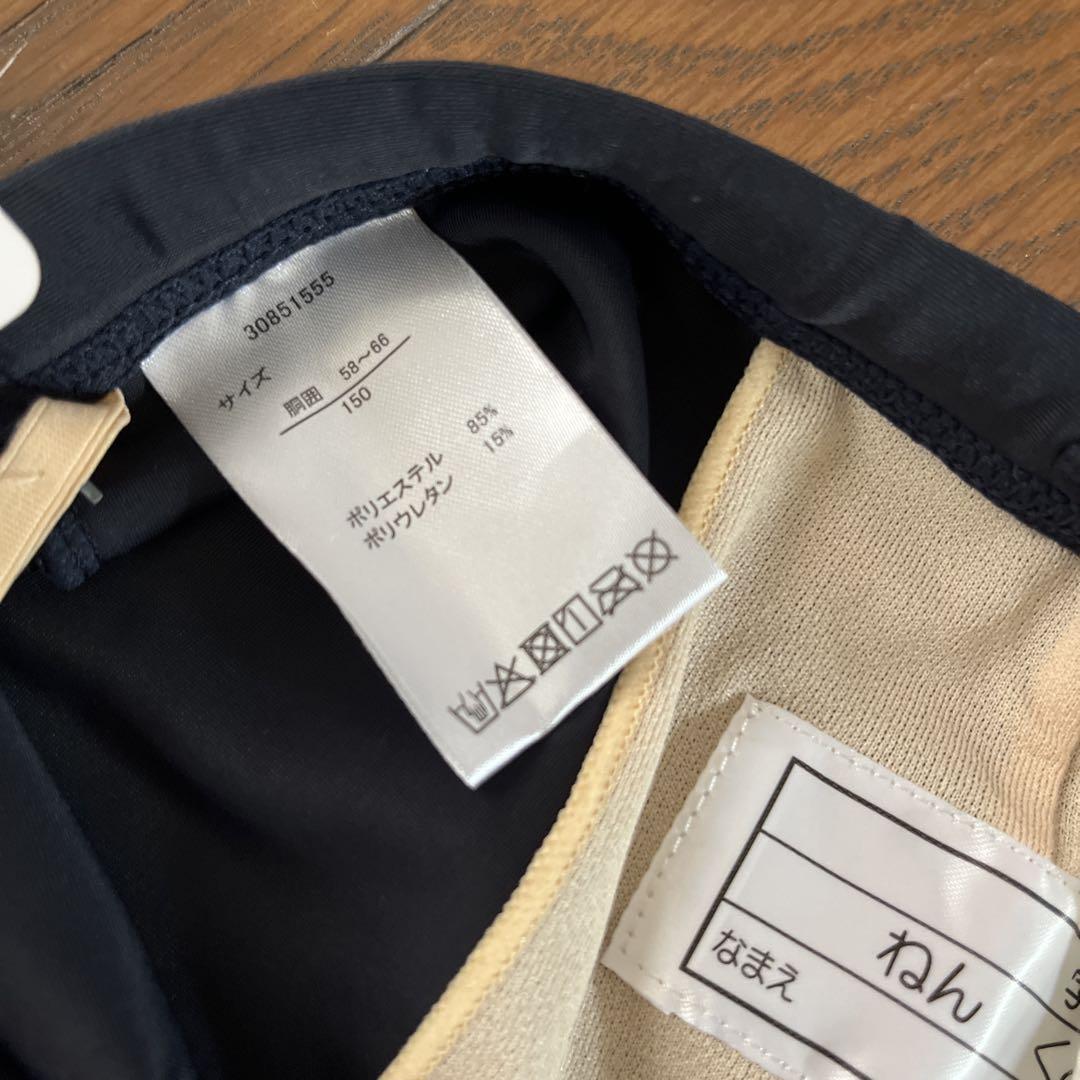 30851555
サイズ
胴囲 58〜66
150
ポリエステル 85%
ポリウレタン 15%
ねん
なまえ